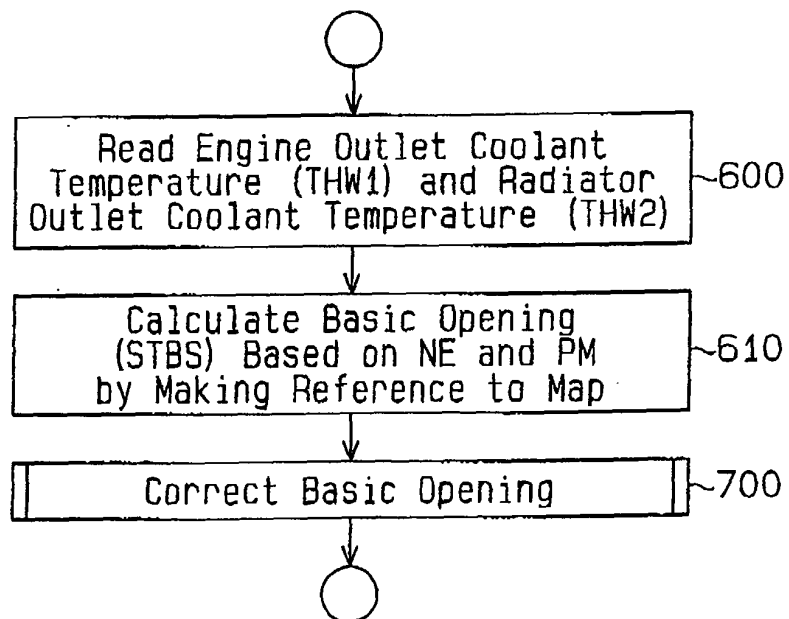 Read Engine Outlet Coolant
Temperature (THW1) and Radiator
Outlet Coolant Temperature (THW2)
600
Calculate Basic Opening
(STBS) Based on NE and PM
by Making Reference to Map
610
Correct Basic Opening
700